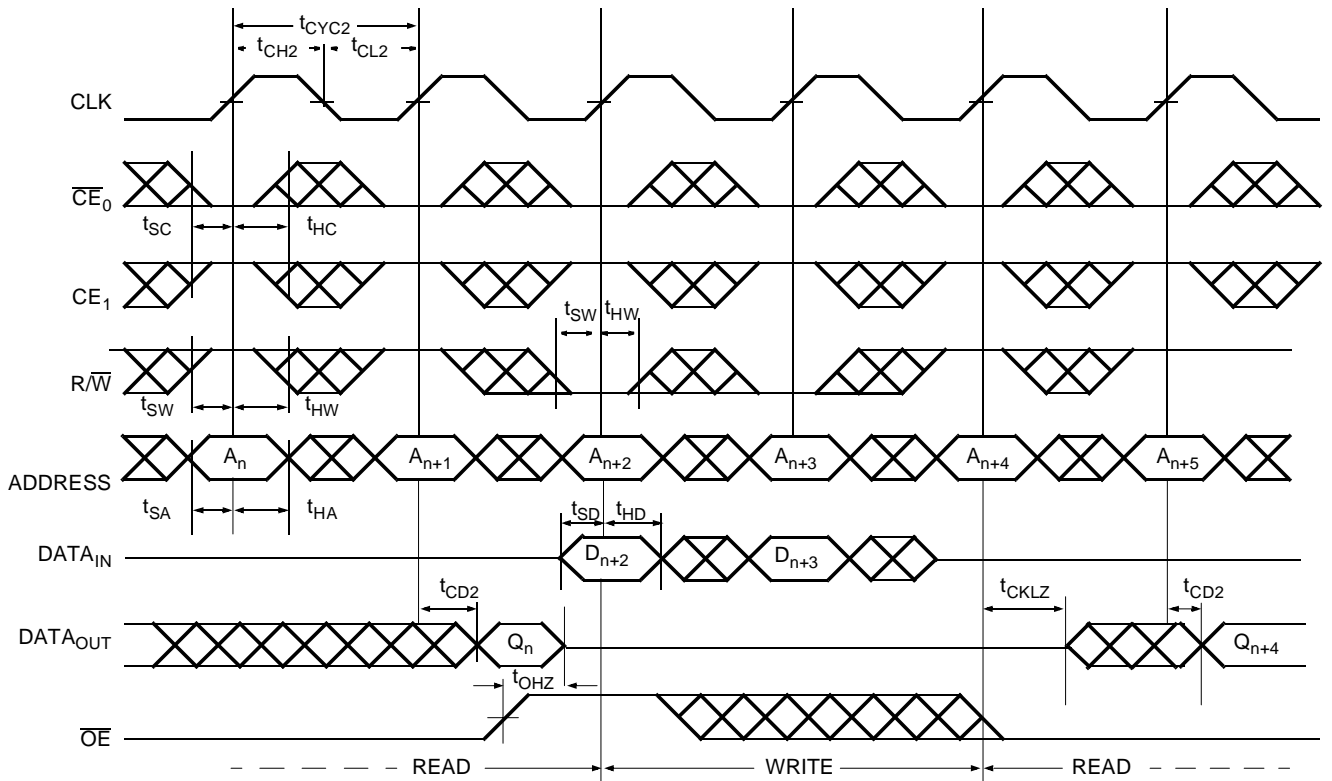 tCYC2
tCH2 tCL2
CLK
CE0
tSC tHC
CE1
tSW tHW
R/W
tSW tHW
An An+1 An+2 An+3 An+4 An+5
ADDRESS
tSA tHA
tSD tHD
DATAIN Dn+2 Dn+3
tCD2 tCKLZ tCD2
DATAOUT Qn Qn+4
tOHZ
OE
READ WRITE READ